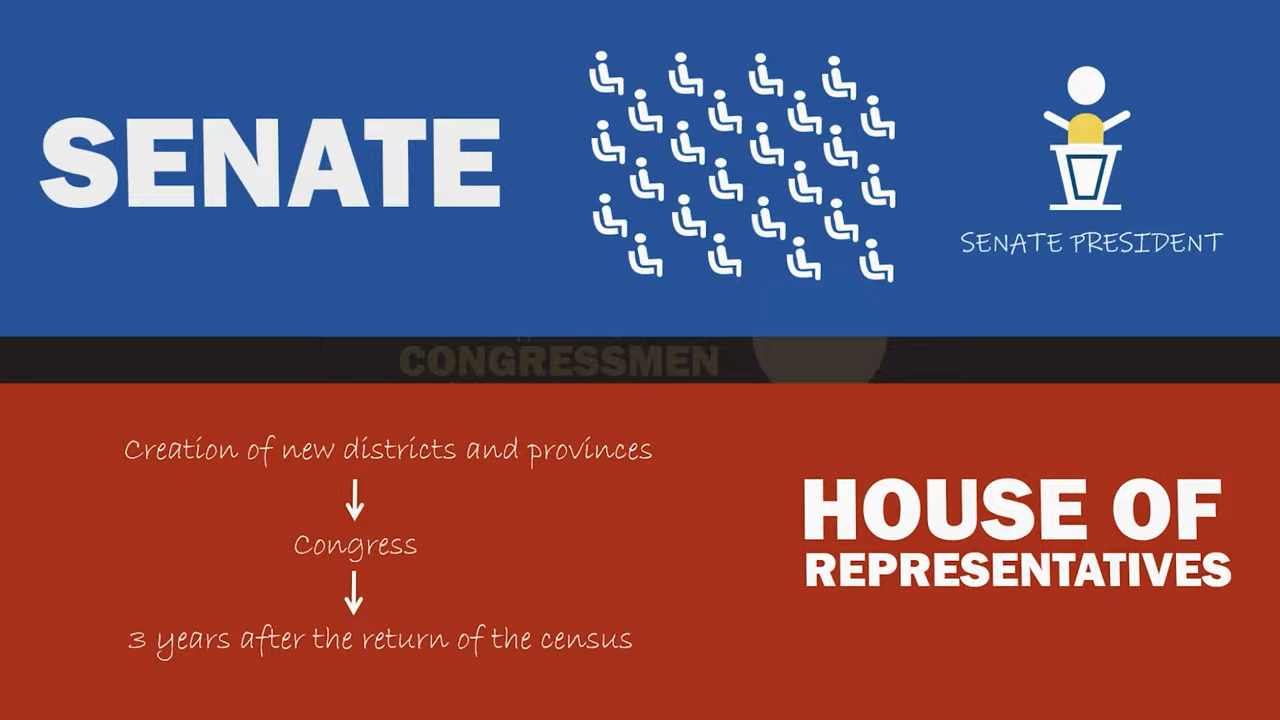 SENATE
SENATE PRESIDENT
CONGRESSMEN
Creation of new districts and provinces
Congress
3 years after the return of the census
HOUSE OF
REPRESENTATIVES